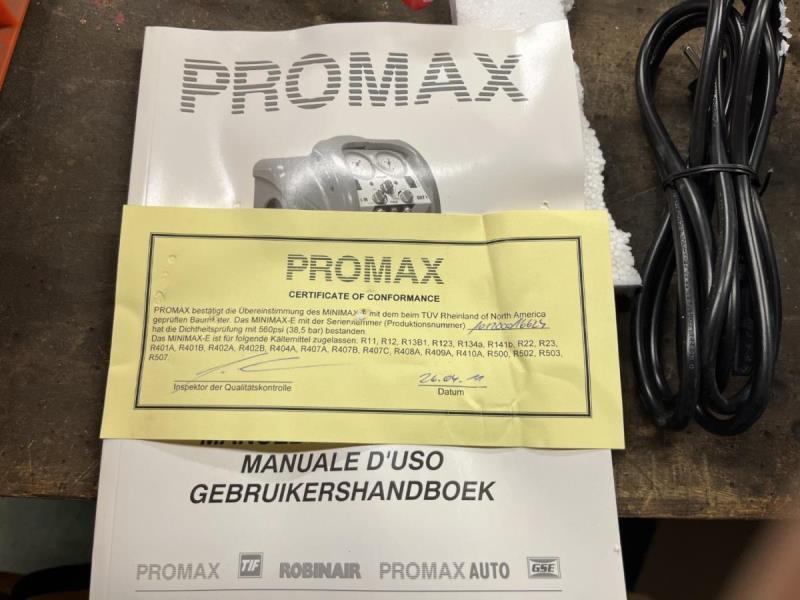 PROMAX
PROMAX
CERTIFICATE OF CONFORMANCE
PROMAX bestätigt die Übereinstimmung des MINIMAX-E mit dem beim TÜV Rheinland of North America
geprüften Baumuster. Das MINIMAX-E mit der Seriennummer (Produktionsnummer)
hat die Dichtheitsprüfung mit 560psi (38,5 bar) bestanden.
Das MINIMAX-E ist für folgende Kältemittel zugelassen: R11, R12, R13B1, R123, R134a, R141b, R22, R23,
R401A, R401B, R402A, R402B, R404A, R407A, R407B, R407C, R408A, R409A, R410A, R500, R502, R503,
R507.
26.04.11
Inspektor der Qualitätskontrolle
Datum
MANUALE D'USO
GEBRUIKERSHANDBOEK
PROMAX TIF ROBINAIR PROMAX AUTO GSE